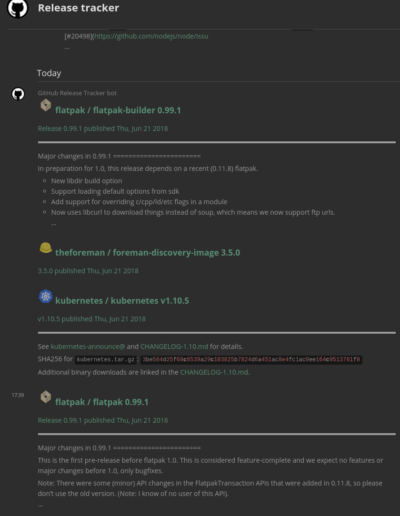 Release tracker
[#20498](https://github.com/nodejs/node/issu
...
Today
GitHub Release Tracker bot
flatpak / flatpak-builder 0.99.1
Release 0.99.1 published Thu, Jun 21 2018
Major changes in 0.99.1 =======================
In preparation for 1.0, this release depends on a recent (0.11.8) flatpak.
New libdir build option
Support loading default options from sdk
Add support for overriding c/cpp/ld/etc flags in a module
Now uses libcurl to download things instead of soup, which means we now support ftp urls.
...
theforeman / foreman-discovery-image 3.5.0
3.5.0 published Thu, Jun 21 2018
kubernetes / kubernetes v1.10.5
v1.10.5 published Thu, Jun 21 2018
See kubernetes-announce@ and CHANGELOG-1.10.md for details.
SHA256 for kubernetes.tar.gz:
Additional binary downloads are linked in the CHANGELOG-1.10.md.
17:35
flatpak / flatpak 0.99.1
Release 0.99.1 published Thu, Jun 21 2018
Major changes in 0.99.1 =======================
This is the first pre-release before flatpak 1.0. This is considered feature-complete and we expect no features or
major changes before 1.0, only bugfixes.
Note: There were some (minor) API changes in the FlatpakTransaction APIs that were added in 0.11.8, so please
don't use the old version. (Note: I know of no user of this API).
...